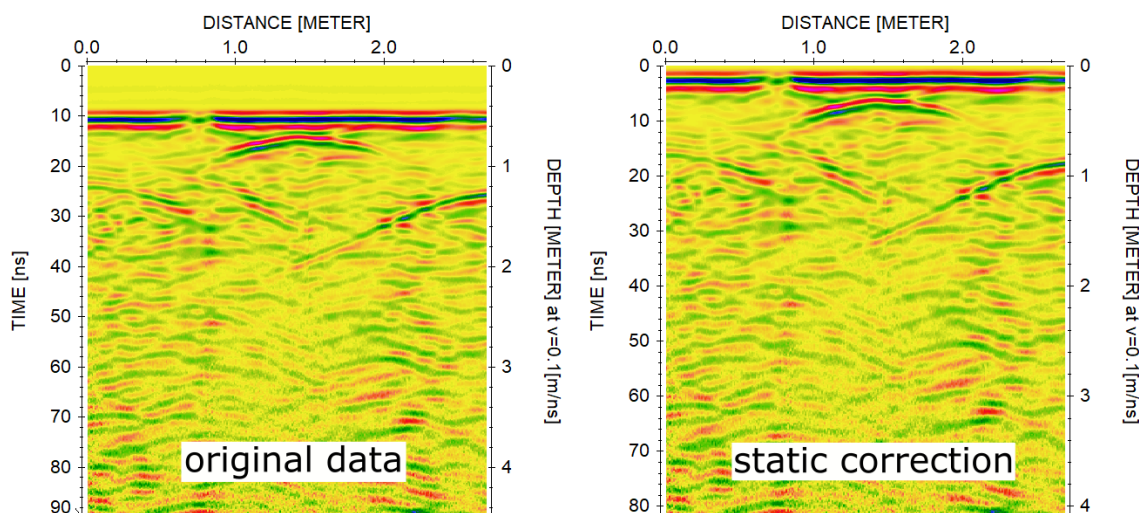 DISTANCE [METER]
0.0 1.0 2.0
0
10
20
30
40
50
60
70
80
90
TIME [ns]
0
1
2
3
4
DEPTH [METER] at v=0.1[m/ns]
original data
DISTANCE [METER]
0.0 1.0 2.0
0
10
20
30
40
50
60
70
80
TIME [ns]
0
1
2
3
4
DEPTH [METER] at v=0.1[m/ns]
static correction